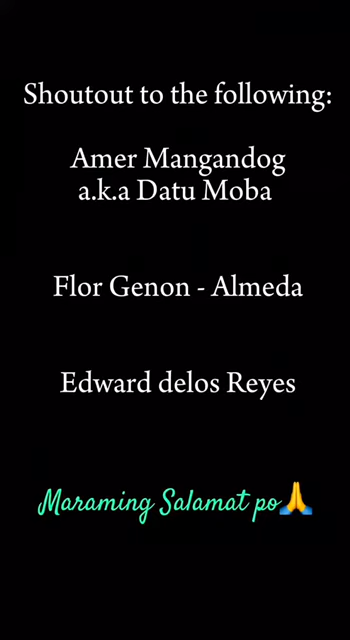 Shoutout to the following:
Amer Mangandog
a.k.a Datu Moba
Flor Genon - Almeda
Edward delos Reyes
Maraming Salamat po🙏